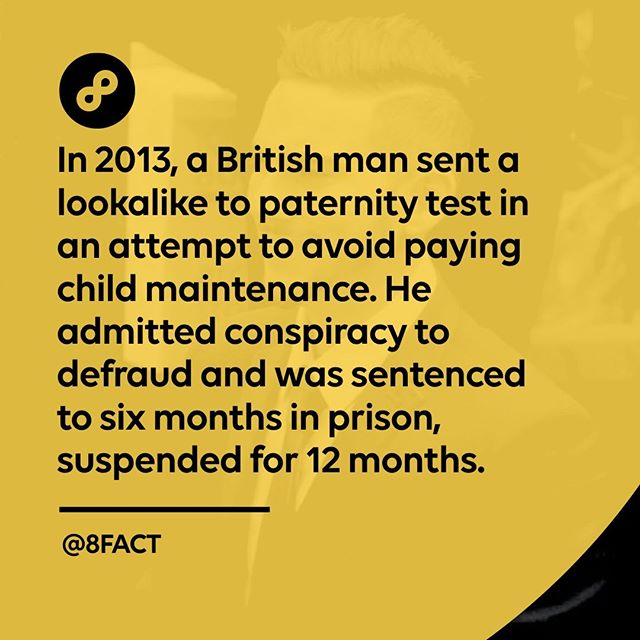 In 2013, a British man sent a
lookalike to paternity test in
an attempt to avoid paying
child maintenance. He
admitted conspiracy to
defraud and was sentenced
to six months in prison,
suspended for 12 months.
@8FACT